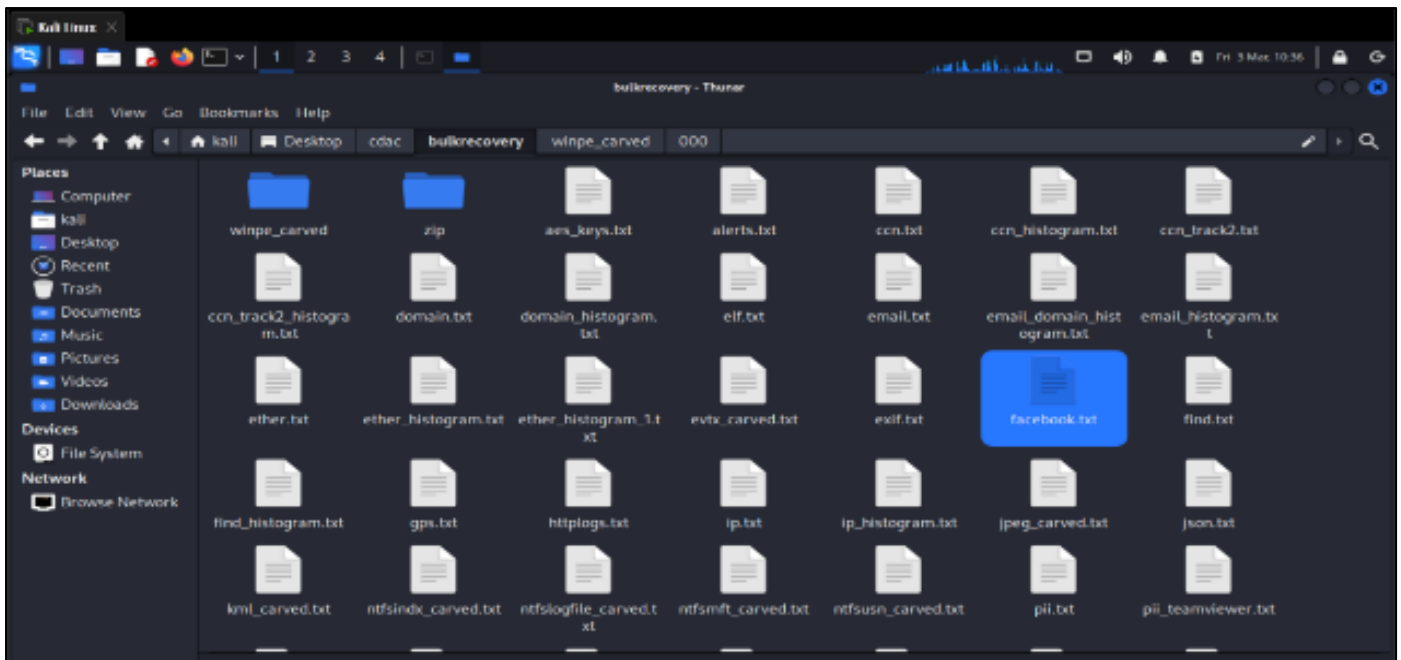 Kali Linux
1 2 3 4 Fri 3 Mar 10:36
bulkrecovery - Thunar
File Edit View Go Bookmarks Help
kali Desktop cdac bulkrecovery winpe_carved 000
Places
Computer
kali
Desktop
Recent
Trash
Documents
Music
Pictures
Videos
Downloads
Devices
File System
Network
Browse Network
winpe_carved zip aes_keys.txt alerts.txt ccn.txt ccn_histogram.txt ccn_track2.txt
ccn_track2_histogra domain.txt domain_histogram. elf.txt email.txt email_domain_hist email_histogram.tx
m.txt txt ogram.txt t
ether.txt ether_histogram.txt ether_histogram_1.t evtx_carved.txt exif.txt facebook.txt find.txt
xt
find_histogram.txt gps.txt httplogs.txt ip.txt ip_histogram.txt jpeg_carved.txt json.txt
kml_carved.txt ntfsindx_carved.txt ntfslogfile_carved.t ntfsmft_carved.txt ntfsusn_carved.txt pii.txt pii_teamviewer.txt
xt